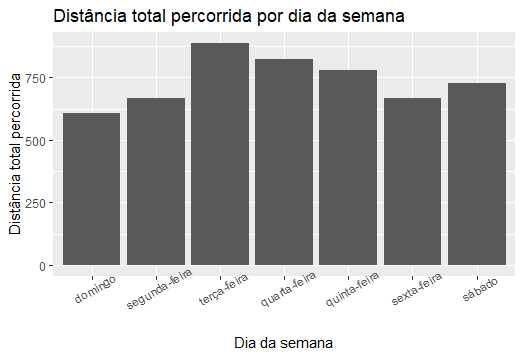 Distância total percorrida por dia da semana
Distância total percorrida
750
500
250
0
domingo
segunda-feira
terça-feira
quarta-feira
quinta-feira
sexta-feira
sábado
Dia da semana